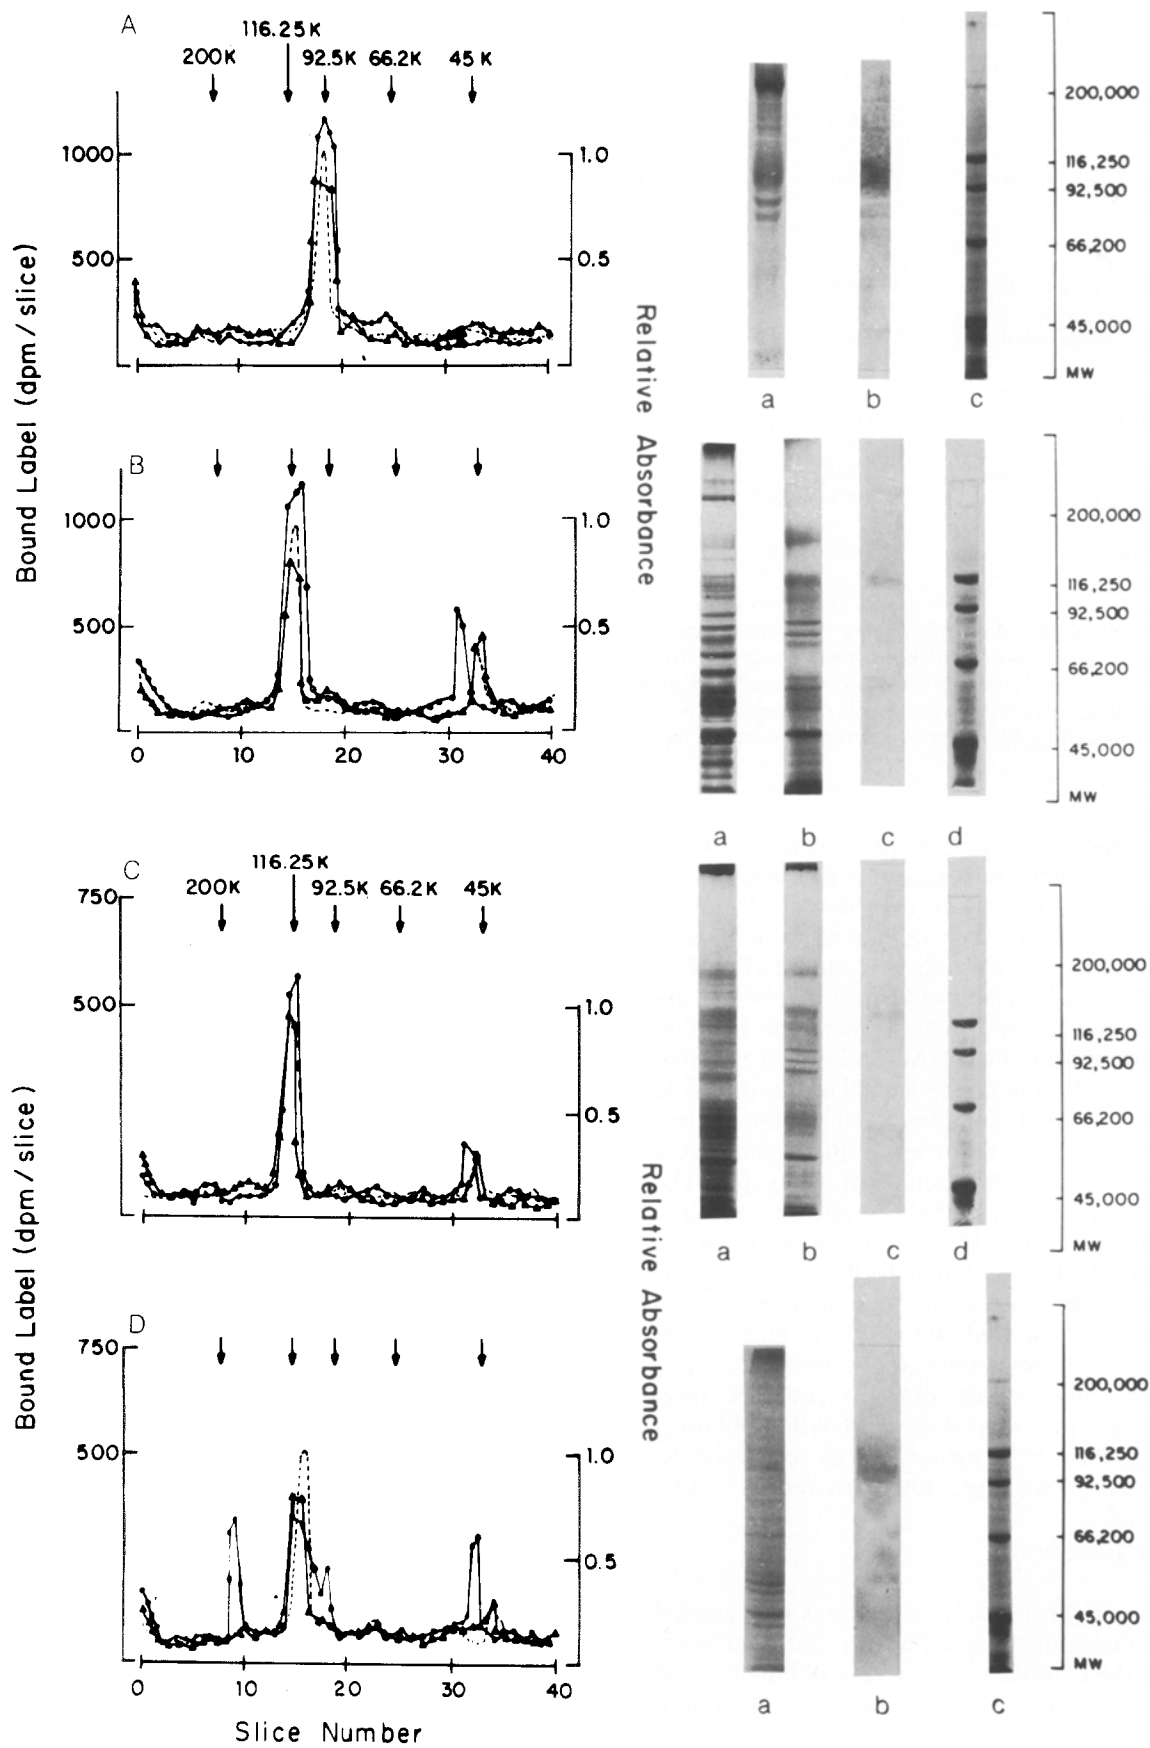 A
116.25K
200K 92.5K 66.2K 45K
1000
500
1.0
0.5
200,000
116,250
92,500
66,200
45,000
MW
a b c
B
1000
500
1.0
0.5
0 10 20 30 40
200,000
116,250
92,500
66,200
45,000
MW
a b c d
Bound Label (dpm/slice)
Relative Absorbance
C
116.25K
200K 92.5K 66.2K 45K
750
500
1.0
0.5
200,000
116,250
92,500
66,200
45,000
MW
a b c d
D
750
500
1.0
0.5
0 10 20 30 40
Slice Number
200,000
116,250
92,500
66,200
45,000
MW
a b c
Bound Label (dpm/slice)
Relative Absorbance